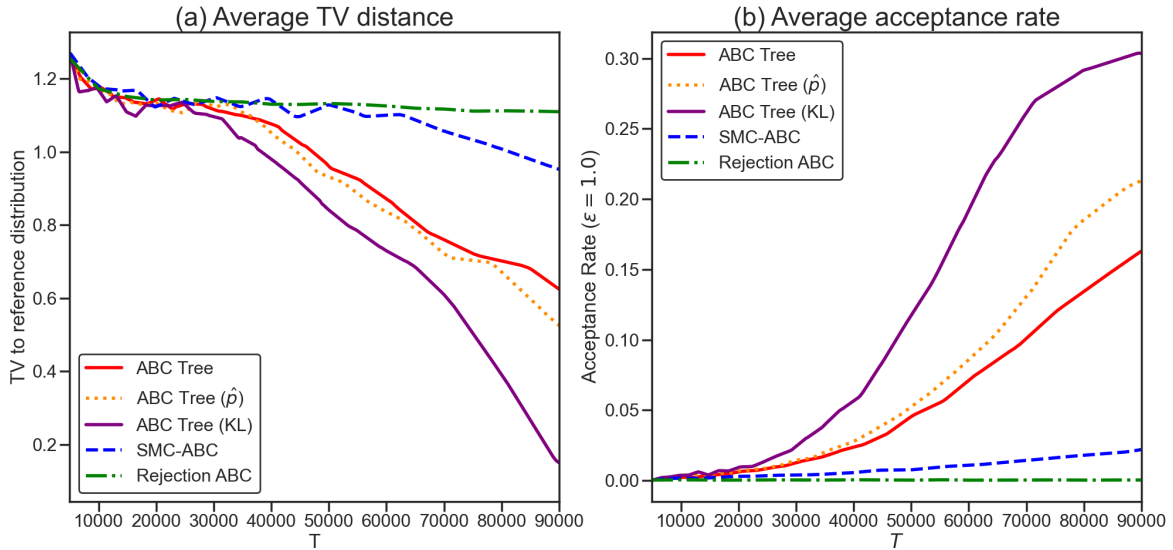 (a) Average TV distance
TV to reference distribution
1.2
1.0
0.8
0.6
0.4
0.2
ABC Tree
ABC Tree (p̂)
ABC Tree (KL)
SMC-ABC
Rejection ABC
10000 20000 30000 40000 50000 60000 70000 80000 90000
T
(b) Average acceptance rate
Acceptance Rate (ε = 1.0)
0.30
0.25
0.20
0.15
0.10
0.05
0.00
ABC Tree
ABC Tree (p̂)
ABC Tree (KL)
SMC-ABC
Rejection ABC
10000 20000 30000 40000 50000 60000 70000 80000 90000
T